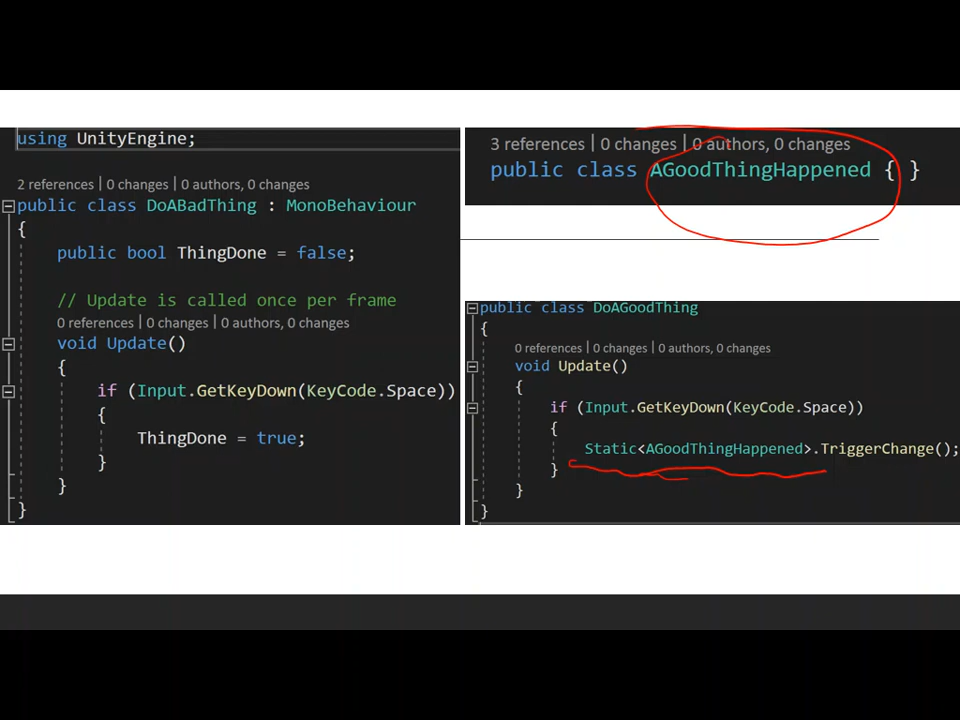 using UnityEngine;
2 references | 0 changes | 0 authors, 0 changes
public class DoABadThing : MonoBehaviour
{
public bool ThingDone = false;
// Update is called once per frame
0 references | 0 changes | 0 authors, 0 changes
void Update()
{
if (Input.GetKeyDown(KeyCode.Space))
{
ThingDone = true;
}
}
}
3 references | 0 changes | 0 authors, 0 changes
public class AGoodThingHappened { }
public class DoAGoodThing
{
0 references | 0 changes | 0 authors, 0 changes
void Update()
{
if (Input.GetKeyDown(KeyCode.Space))
{
Static<AGoodThingHappened>.TriggerChange();
}
}
}